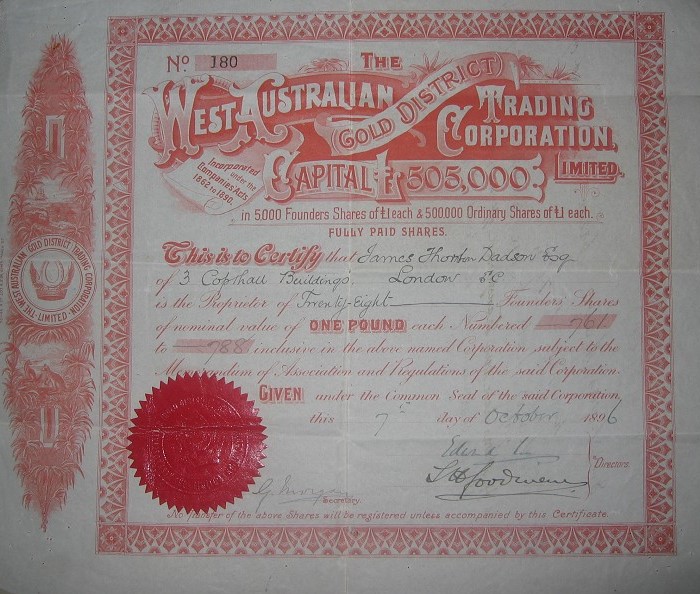 No 180
THE
WEST AUSTRALIAN
(GOLD DISTRICT)
TRADING
CORPORATION,
LIMITED.
Incorporated
under the
Companies Acts,
1862 to 1890.
CAPITAL £505,000
in 5,000 Founders Shares of £1 each & 500,000 Ordinary Shares of £1 each.
FULLY PAID SHARES.
This is to Certify that James Thornton Dadson Esq
of 3 Copthall Buildings, London EC
is the Proprietor of Twenty-Eight Founders' Shares
of nominal value of ONE POUND each Numbered 761
to 788 inclusive in the above named Corporation, subject to the
Memorandum of Association and Regulations of the said Corporation.
GIVEN under the Common Seal of the said Corporation,
this 7th day of October, 1896
Directors.
Secretary.
No transfer of the above Shares will be registered unless accompanied by this Certificate.
THE WEST AUSTRALIAN GOLD DISTRICT TRADING CORPORATION LIMITED